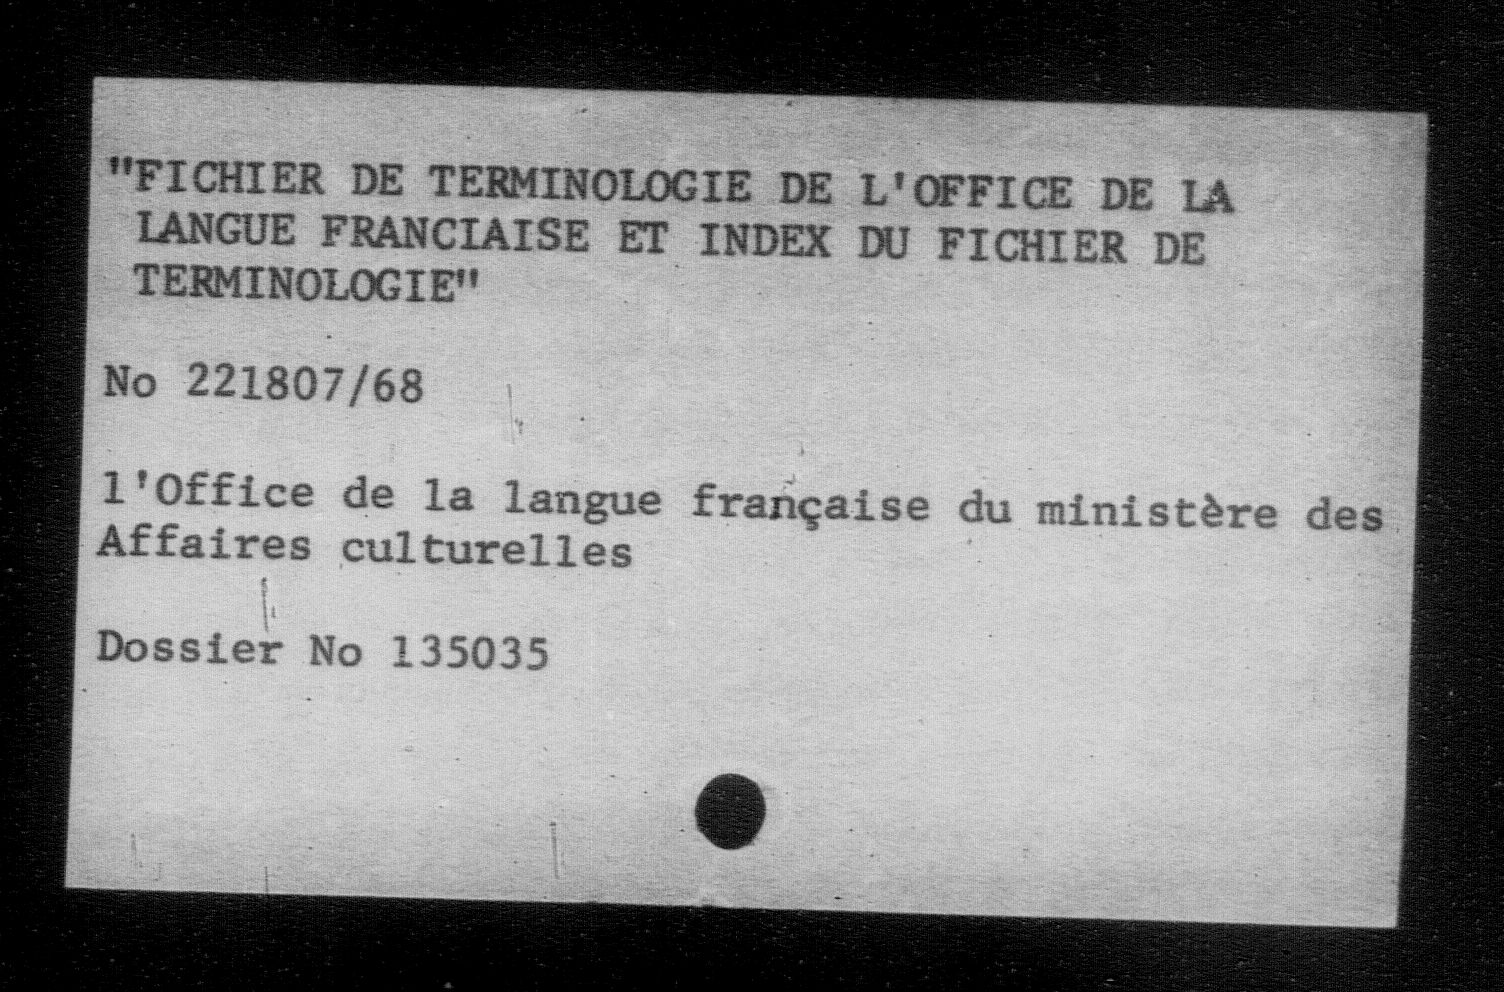 "FICHIER DE TERMINOLOGIE DE L'OFFICE DE LA
LANGUE FRANCIAISE ET INDEX DU FICHIER DE
TERMINOLOGIE"
No 221807/68
l'Office de la langue française du ministère des
Affaires culturelles
Dossier No 135035